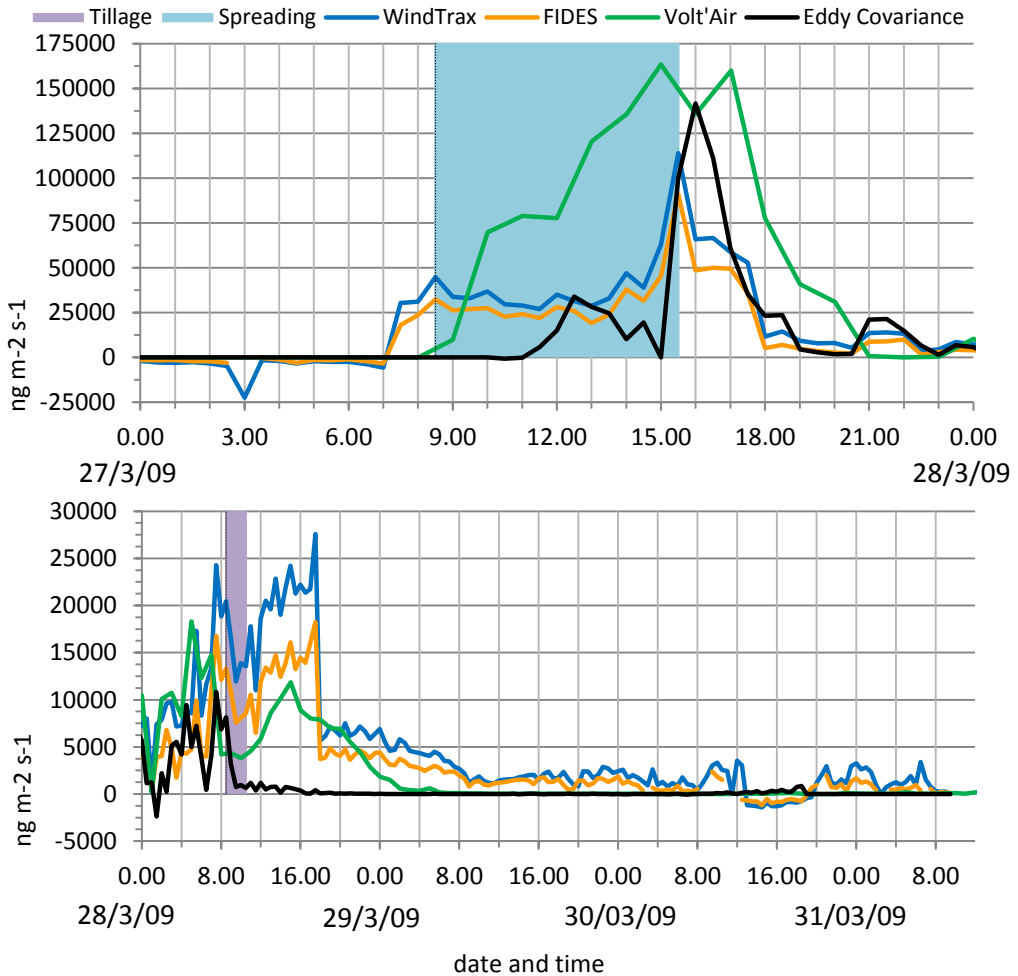 Tillage Spreading WindTrax FIDES Volt'Air Eddy Covariance
175000
150000
125000
100000
75000
50000
25000
0
-25000
ng m-2 s-1
0.00 3.00 6.00 9.00 12.00 15.00 18.00 21.00 0.00
27/3/09 28/3/09
30000
25000
20000
15000
10000
5000
0
-5000
ng m-2 s-1
0.00 8.00 16.00 0.00 8.00 16.00 0.00 8.00 16.00 0.00 8.00
28/3/09 29/3/09 30/03/09 31/03/09
date and time